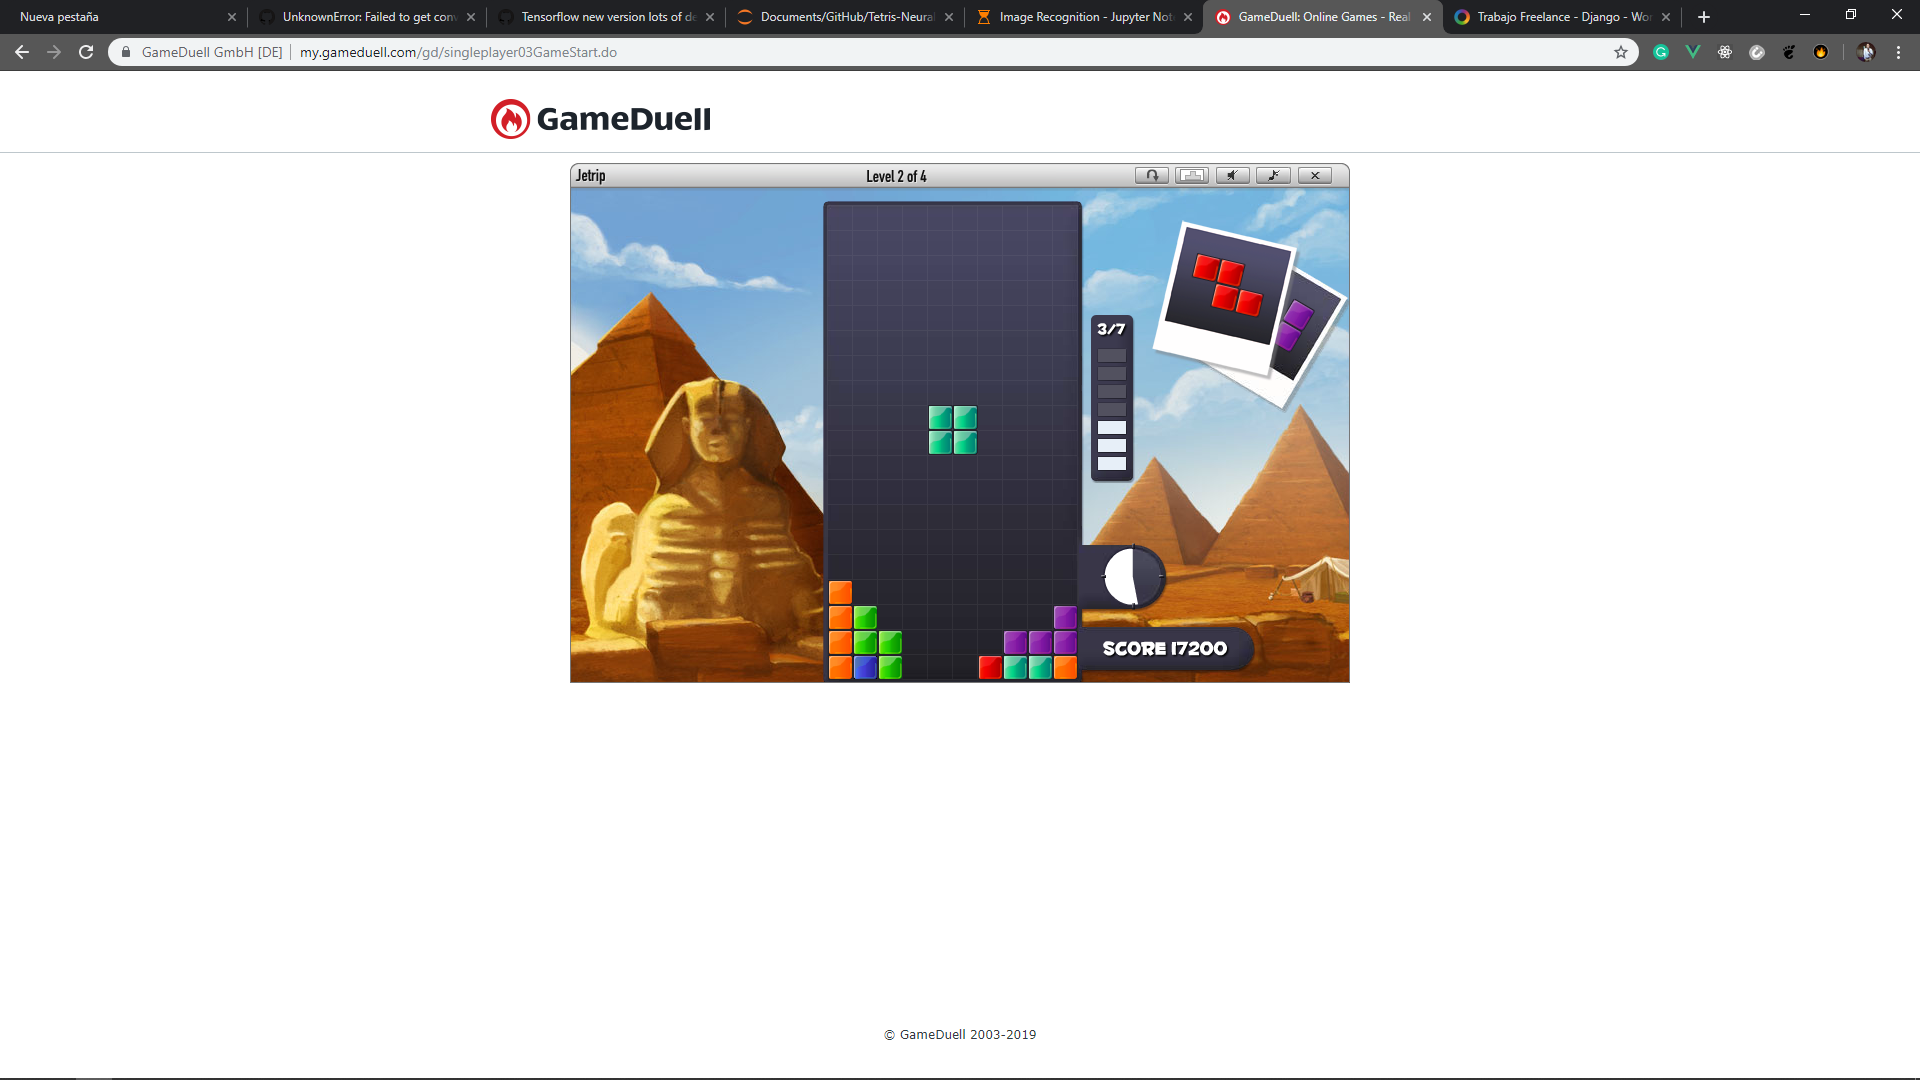 Nueva pestaña
UnknownError: Failed to get con
Tensorflow new version lots of de
Documents/GitHub/Tetris-Neural
Image Recognition - Jupyter Not
GameDuell: Online Games - Real
Trabajo Freelance - Django - Wor
GameDuell GmbH [DE]
my.gameduell.com/gd/singleplayer03GameStart.do
GameDuell
Jetrip
Level 2 of 4
3/7
SCORE 17200
© GameDuell 2003-2019